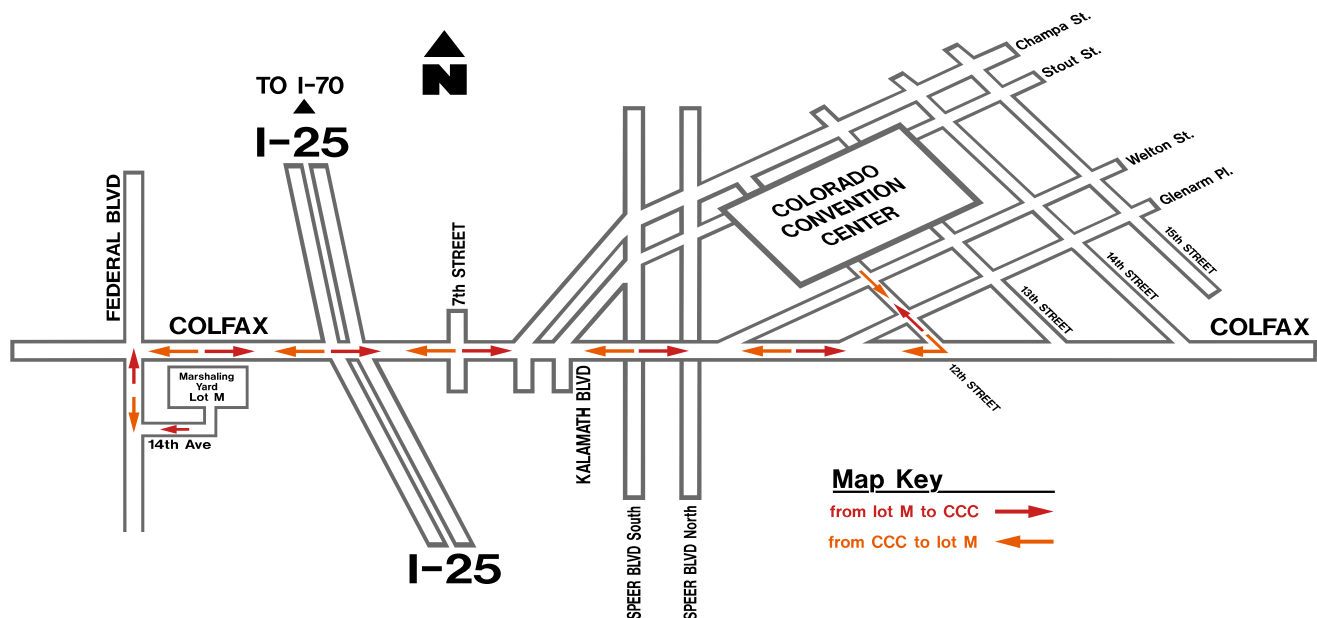 N
TO I-70
I-25
FEDERAL BLVD
COLFAX
Marshaling
Yard
Lot M
14th Ave
I-25
7th STREET
KALAMATH BLVD
SPEER BLVD South
SPEER BLVD North
COLORADO
CONVENTION
CENTER
Champa St.
Stout St.
Welton St.
Glenarm Pl.
15th STREET
14th STREET
13th STREET
12th STREET
COLFAX
Map Key
from lot M to CCC
from CCC to lot M